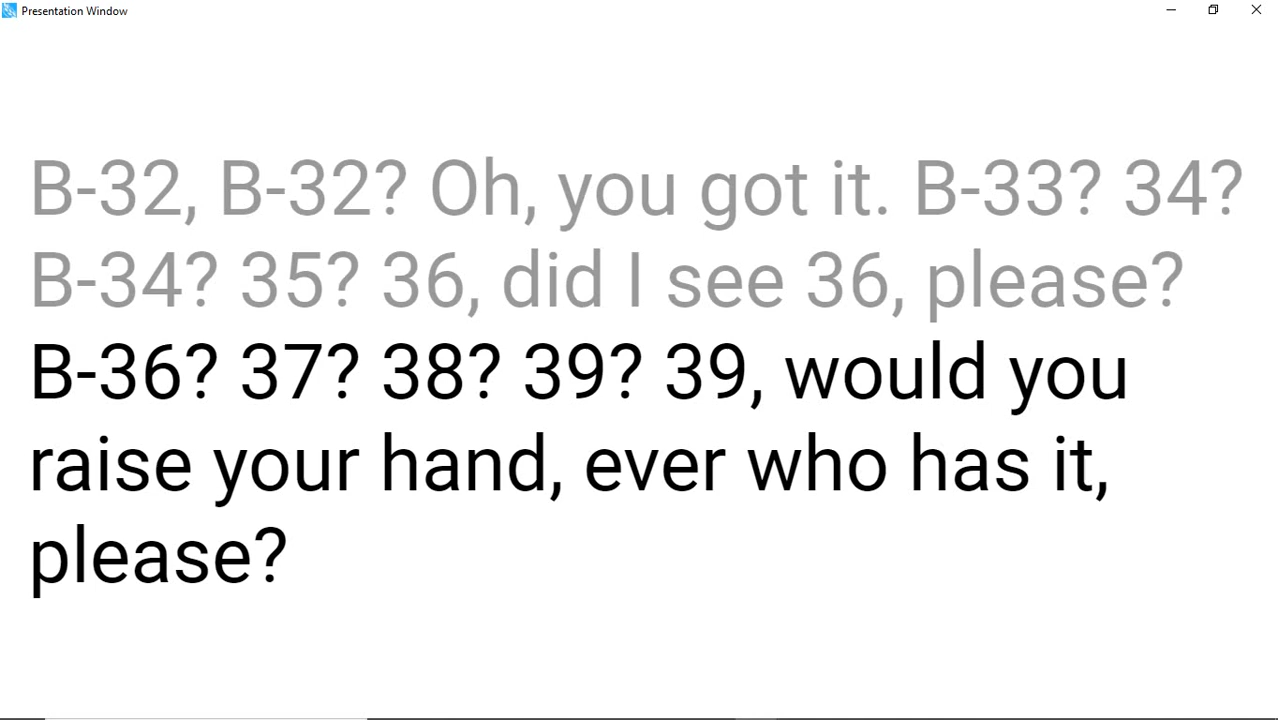 Presentation Window
B-32, B-32? Oh, you got it. B-33? 34?
B-34? 35? 36, did I see 36, please?
B-36? 37? 38? 39? 39, would you
raise your hand, ever who has it,
please?